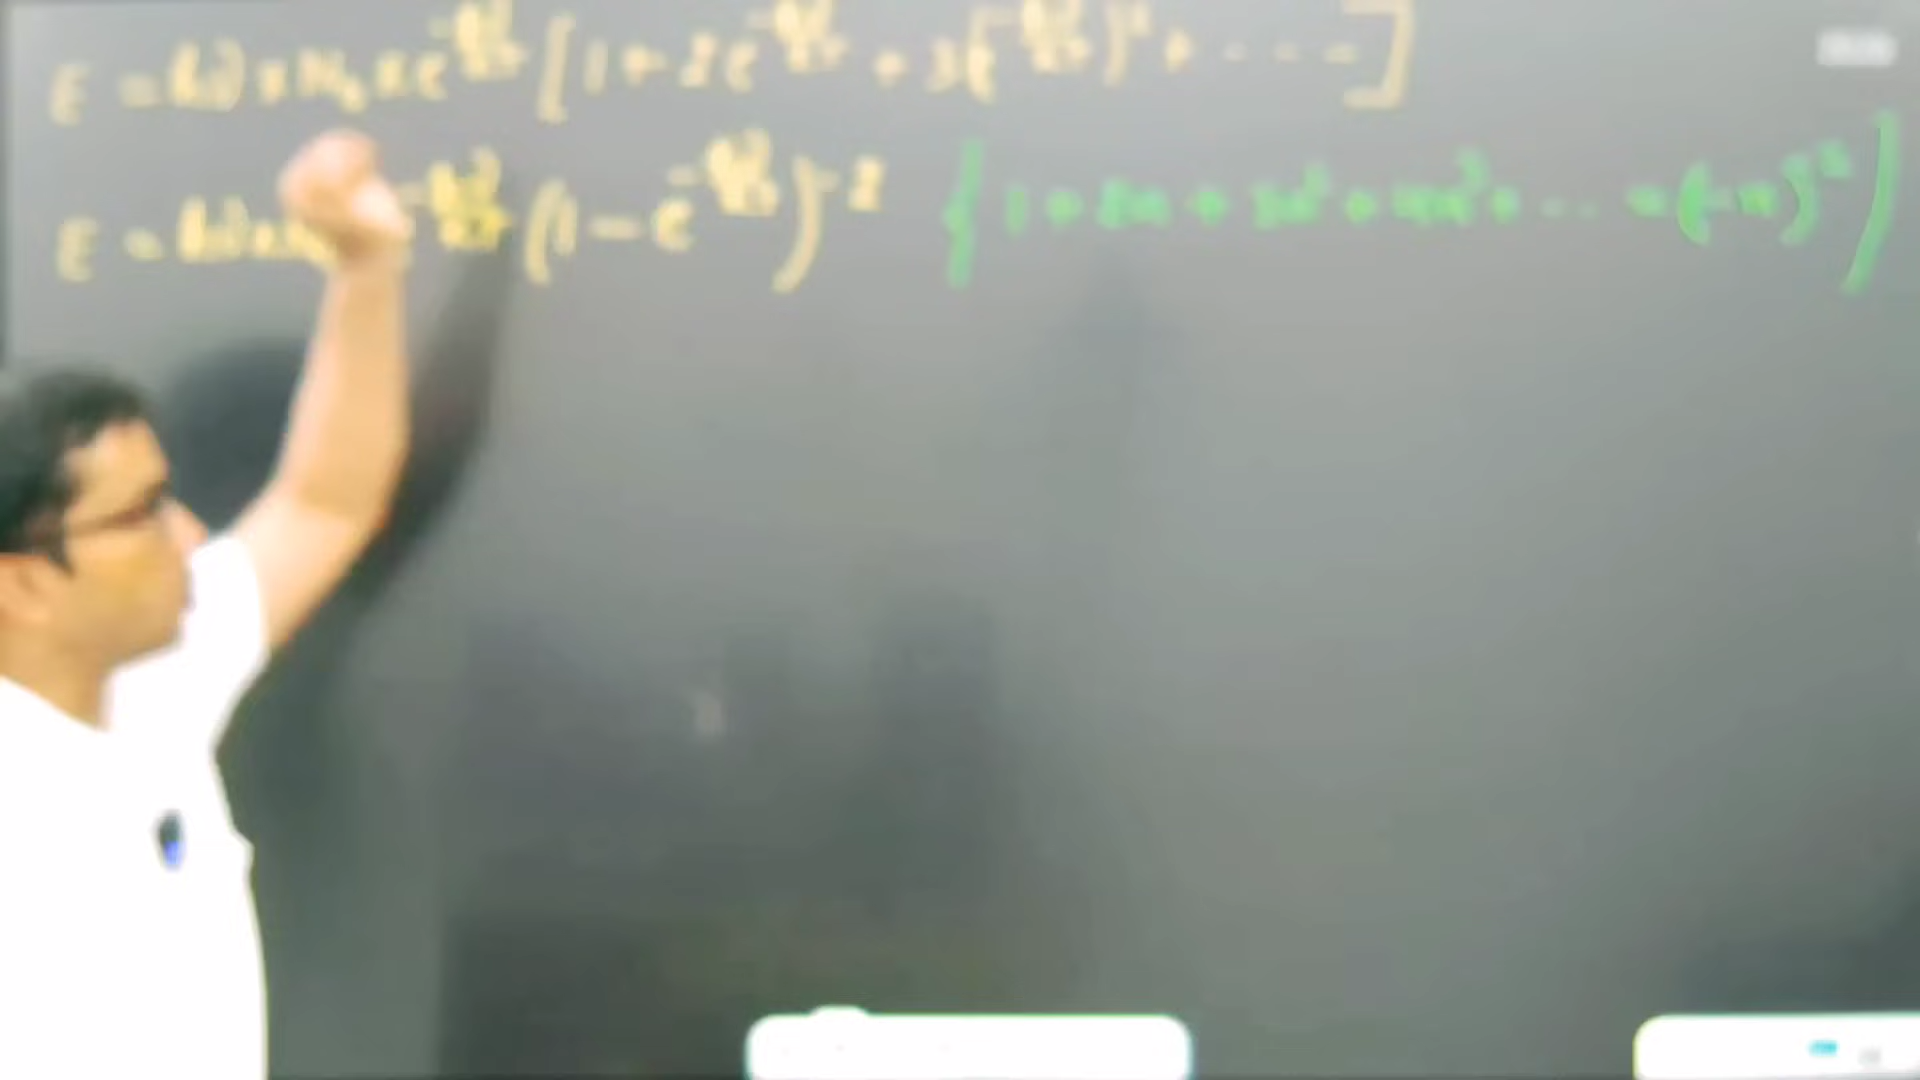 E = hν × N₀ × e^{-hν/kT} [1 + 2e^{-hν/kT} + 3(e^{-hν/kT})² + - - - -]
E = hν × e^{-hν/kT} (1 - e^{-hν/kT})^{-2} { 1 + 2x + 3x² + 4x³ + - - - = (1-x)^{-2} )